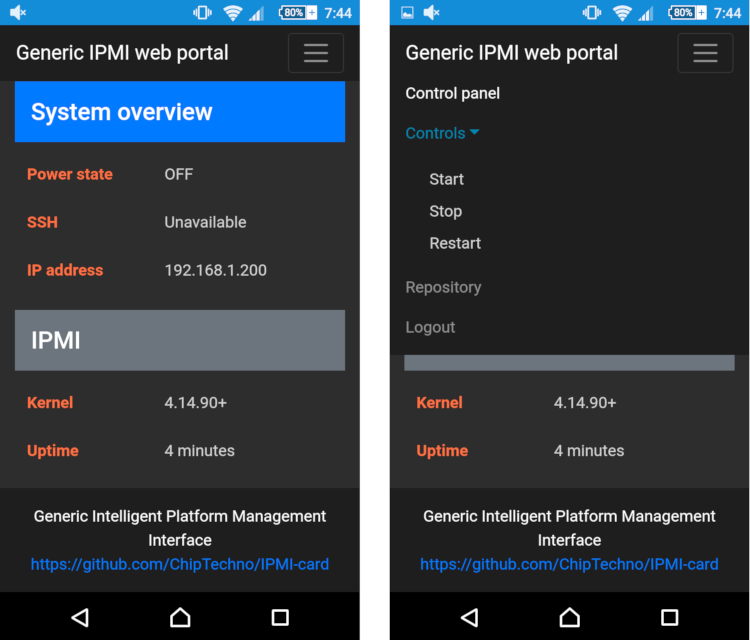 80% 7:44
Generic IPMI web portal
System overview
Power state OFF
SSH Unavailable
IP address 192.168.1.200
IPMI
Kernel 4.14.90+
Uptime 4 minutes
Generic Intelligent Platform Management
Interface
https://github.com/ChipTechno/IPMI-card
80% 7:44
Generic IPMI web portal
Control panel
Controls
Start
Stop
Restart
Repository
Logout
Kernel 4.14.90+
Uptime 4 minutes
Generic Intelligent Platform Management
Interface
https://github.com/ChipTechno/IPMI-card